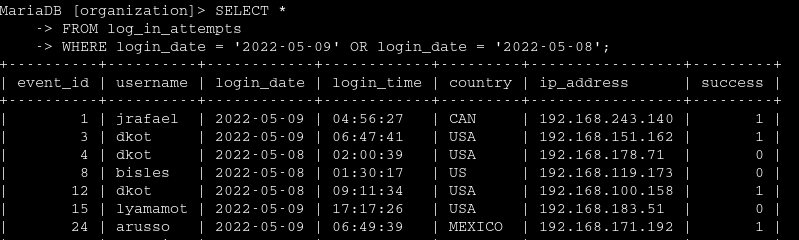 MariaDB [organization]> SELECT *
    -> FROM log_in_attempts
    -> WHERE login_date = '2022-05-09' OR login_date = '2022-05-08';
+----------+----------+------------+------------+---------+-----------------+---------+
| event_id | username | login_date | login_time | country | ip_address      | success |
+----------+----------+------------+------------+---------+-----------------+---------+
|        1 | jrafael  | 2022-05-09 | 04:56:27   | CAN     | 192.168.243.140 |       1 |
|        3 | dkot     | 2022-05-09 | 06:47:41   | USA     | 192.168.151.162 |       1 |
|        4 | dkot     | 2022-05-08 | 02:00:39   | USA     | 192.168.178.71  |       0 |
|        8 | bisles   | 2022-05-08 | 01:30:17   | US      | 192.168.119.173 |       0 |
|       12 | dkot     | 2022-05-08 | 09:11:34   | USA     | 192.168.100.158 |       1 |
|       15 | lyamamot | 2022-05-09 | 17:17:26   | USA     | 192.168.183.51  |       0 |
|       24 | arusso   | 2022-05-09 | 06:49:39   | MEXICO  | 192.168.171.192 |       1 |